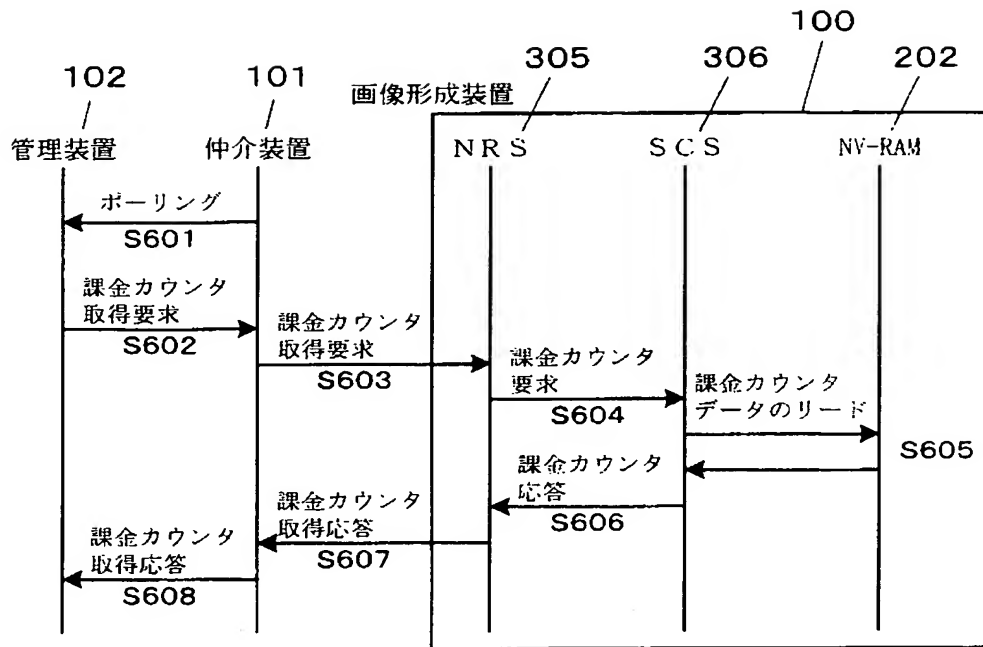 100
102
101
305
306
202
画像形成装置
管理装置
仲介装置
NRS
SCS
NV-RAM
ポーリング
S601
課金カウンタ
取得要求
S602
課金カウンタ
取得要求
S603
課金カウンタ
要求
S604
課金カウンタ
データのリード
S605
課金カウンタ
応答
S606
課金カウンタ
取得応答
S607
課金カウンタ
取得応答
S608